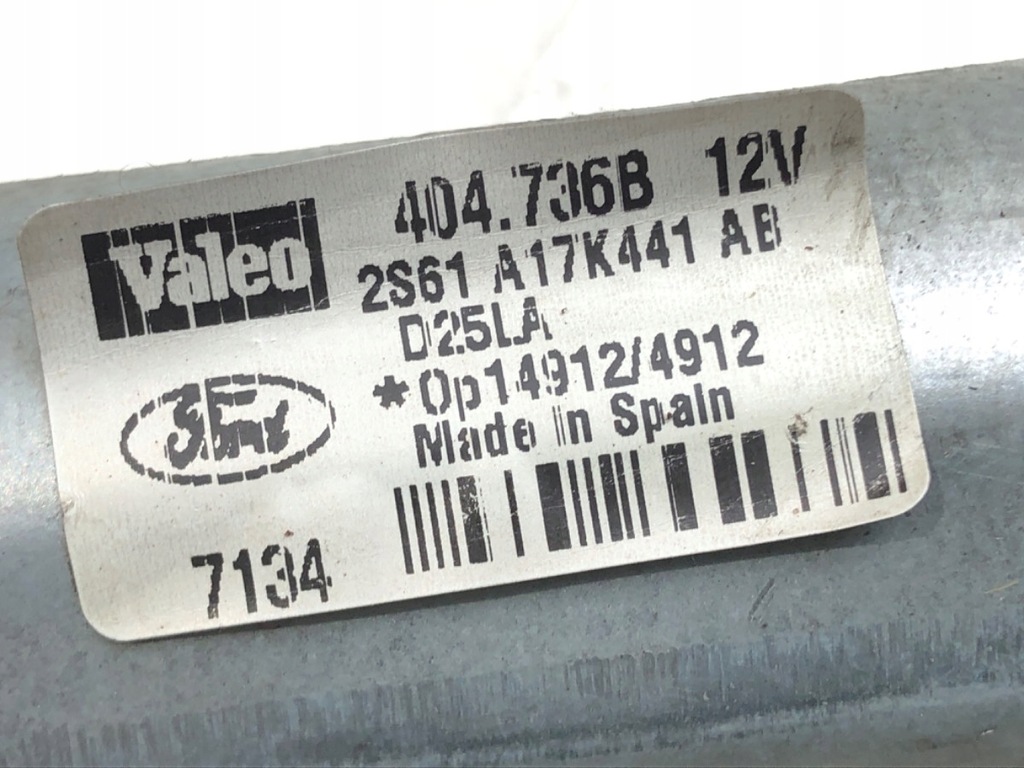 Valeo
404.736B 12V
2S61 A17K441 AB
D25LA
*Op14912/4912
Made in Spain
7134